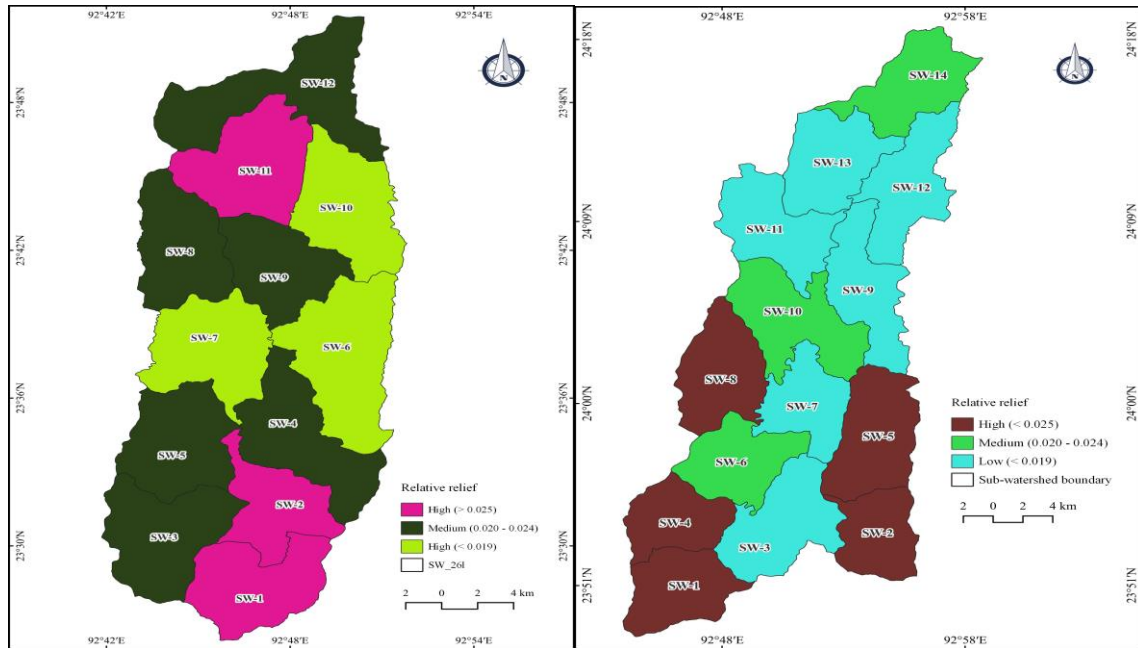 92°42'E 92°48'E 92°54'E
23°48'N
23°42'N
23°36'N
23°30'N
N
SW-12
SW-11
SW-10
SW-8
SW-9
SW-7
SW-6
SW-4
SW-5
SW-2
SW-3
SW-1
Relative relief
High (> 0.025)
Medium (0.020 - 0.024)
High (< 0.019)
SW_26l
2 0 2 4 km
92°42'E 92°48'E 92°54'E
92°48'E 92°58'E
24°18'N
24°09'N
24°00'N
23°51'N
N
SW-14
SW-13
SW-12
SW-11
SW-9
SW-10
SW-8
SW-7
SW-5
SW-6
SW-4
SW-2
SW-3
SW-1
Relative relief
High (< 0.025)
Medium (0.020 - 0.024)
Low (< 0.019)
Sub-watershed boundary
2 0 2 4 km
24°18'N
24°09'N
24°00'N
23°51'N
92°48'E 92°58'E